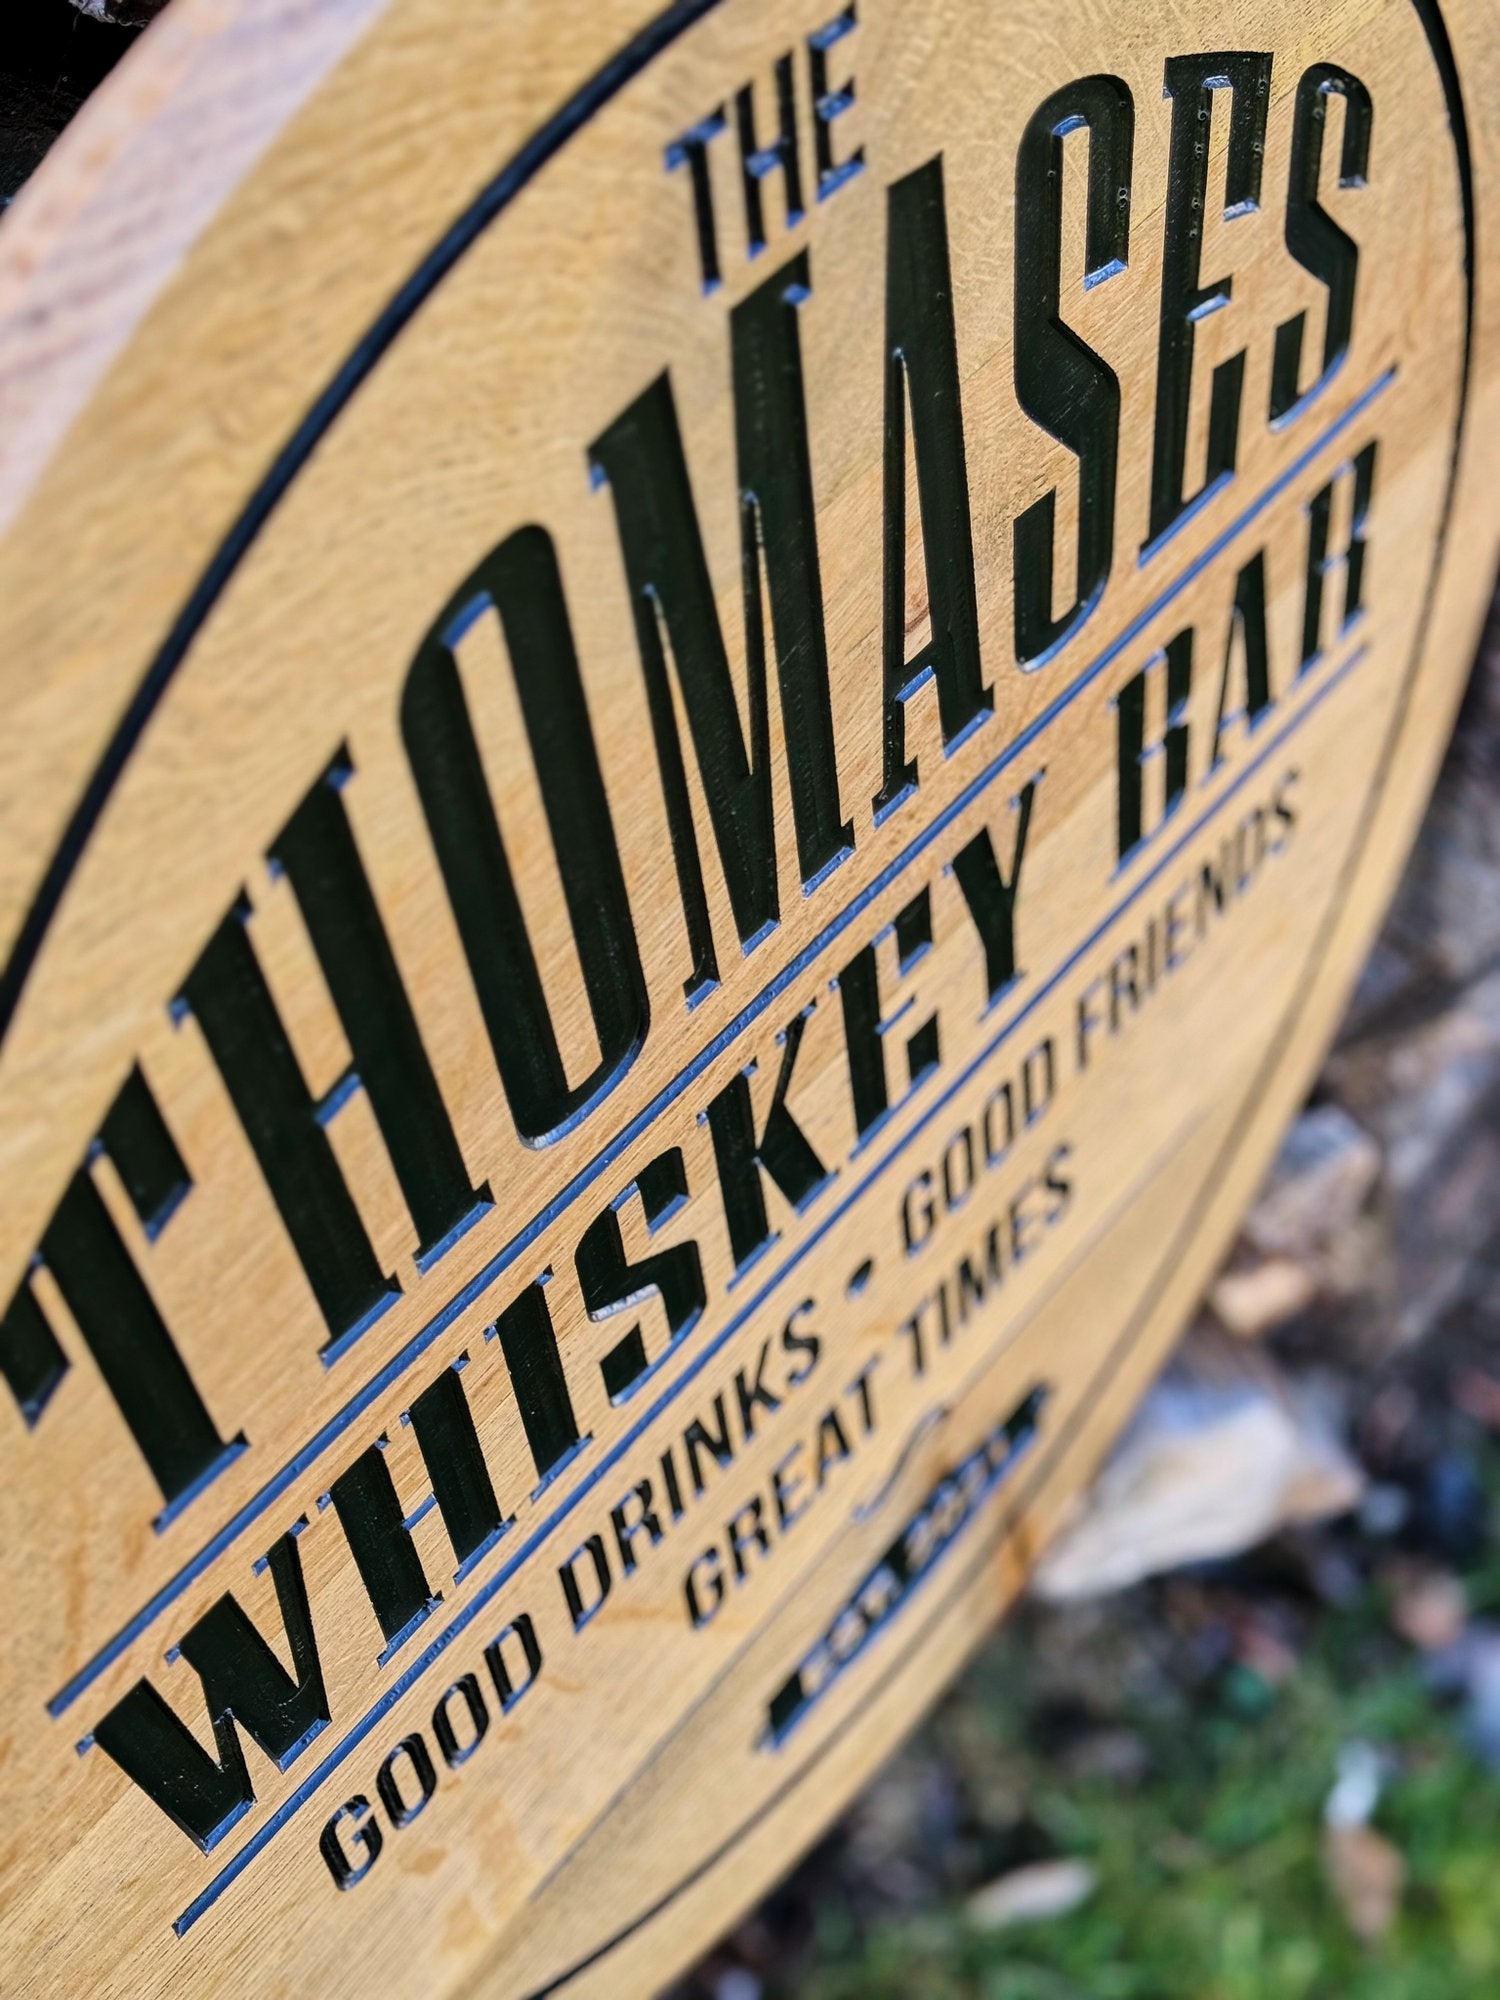 THE
THOMASES
WHISKEY BAR
GOOD DRINKS • GOOD FRIENDS
GREAT TIMES